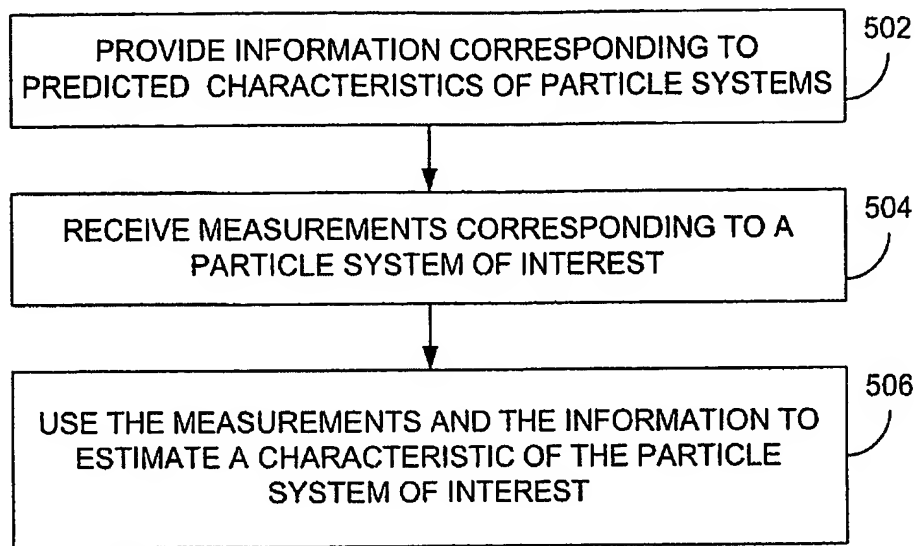 PROVIDE INFORMATION CORRESPONDING TO
PREDICTED CHARACTERISTICS OF PARTICLE SYSTEMS
502
RECEIVE MEASUREMENTS CORRESPONDING TO A
PARTICLE SYSTEM OF INTEREST
504
USE THE MEASUREMENTS AND THE INFORMATION TO
ESTIMATE A CHARACTERISTIC OF THE PARTICLE
SYSTEM OF INTEREST
506